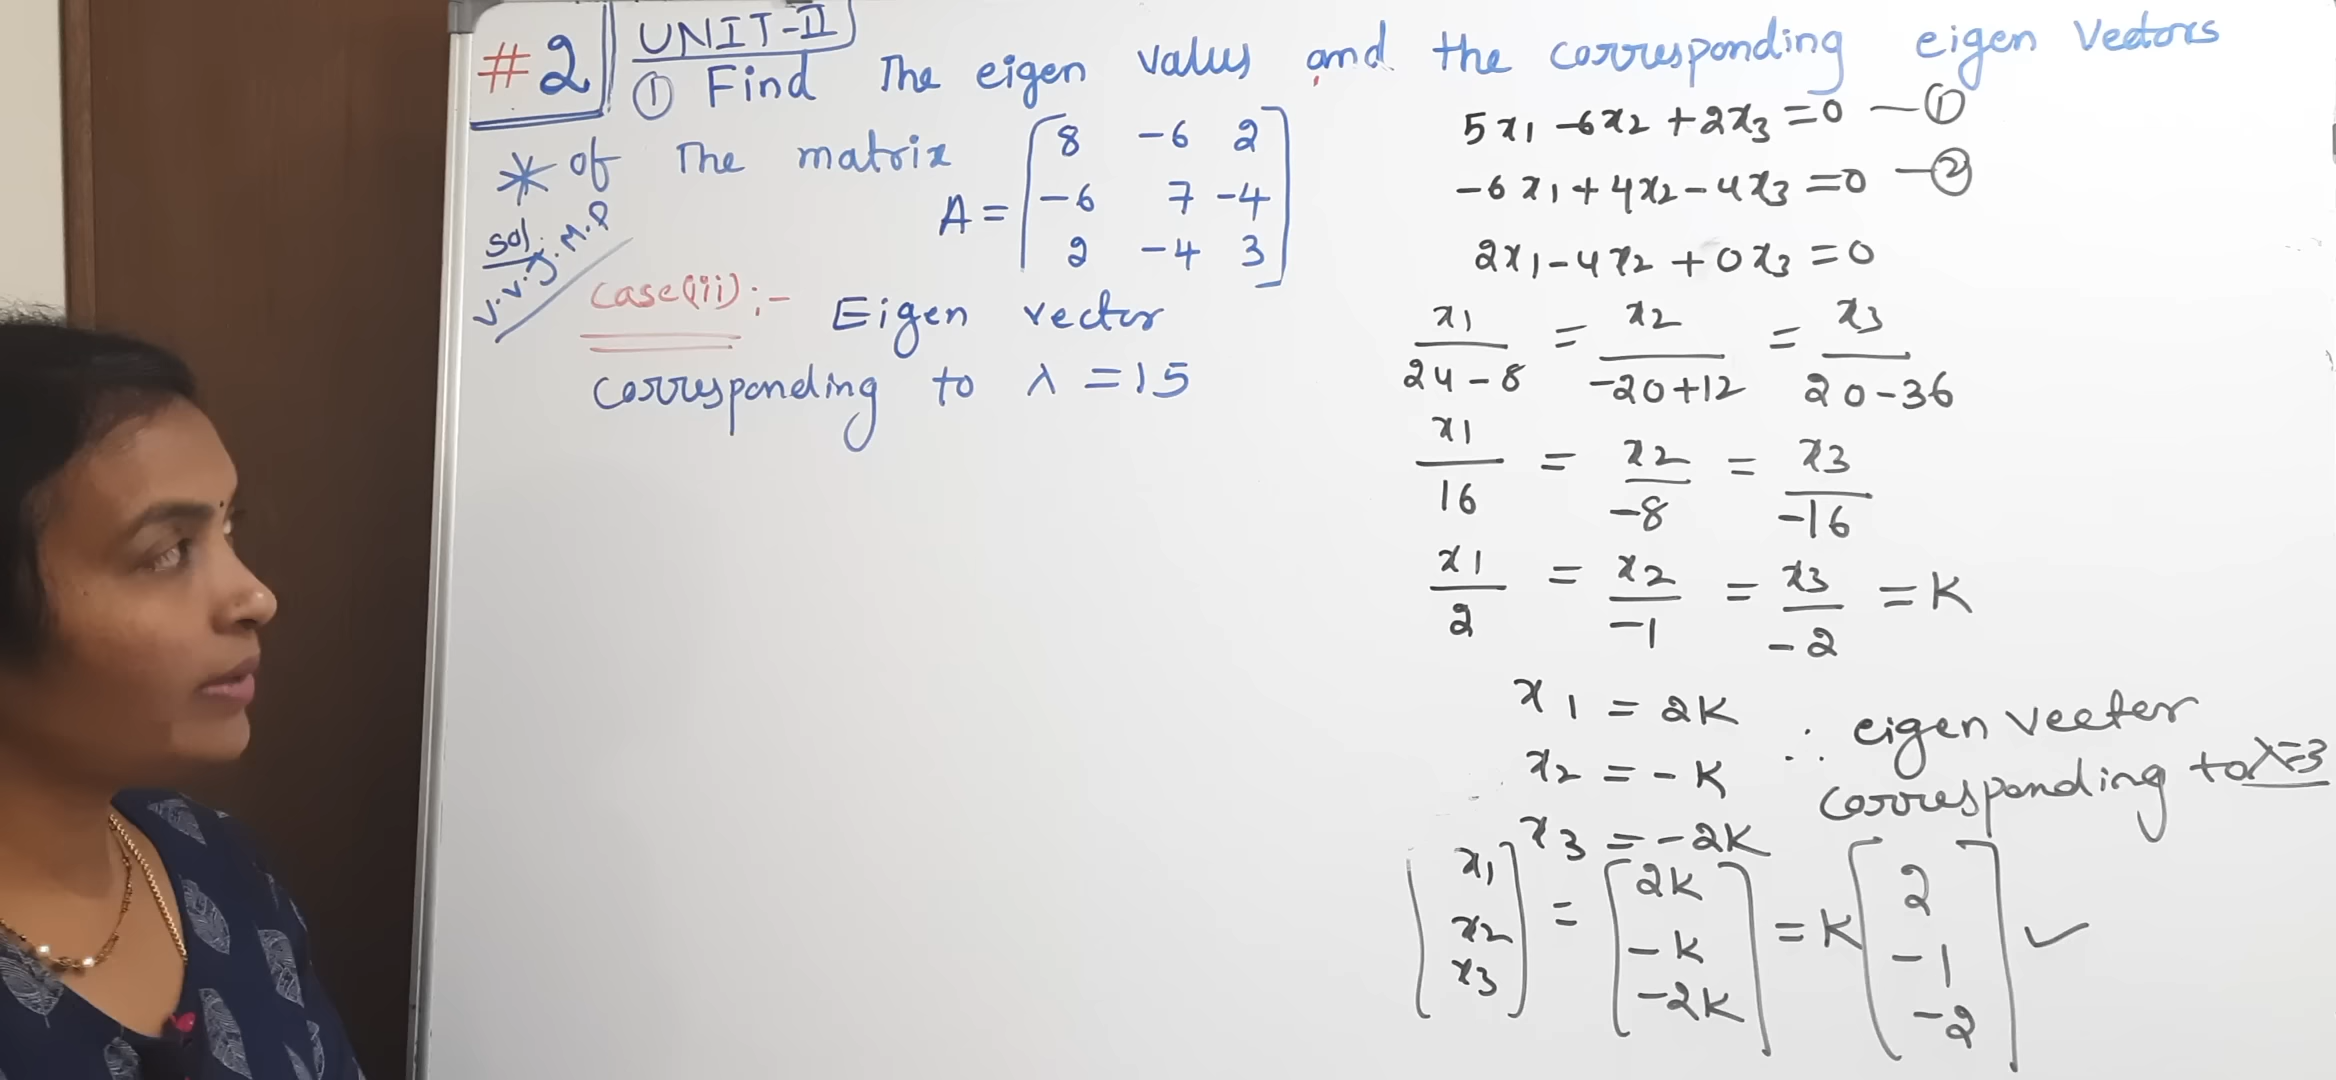 #2 UNIT-II
① Find The eigen values and the corresponding eigen Vectors
* of The matrix
A = [8 -6 2
-6 7 -4
2 -4 3]
Sol:
V.V.J.M.P
Case(iii):- Eigen vector
corresponding to λ = 15
5x1 -6x2 +2x3 = 0 —①
-6x1 + 4x2 - 4x3 = 0 —②
2x1 - 4x2 + 0x3 = 0
x1/24-8 = x2/-20+12 = x3/20-36
x1/16 = x2/-8 = x3/-16
x1/2 = x2/-1 = x3/-2 = K
x1 = 2K
x2 = -K
x3 = -2K
∴ eigen vector
corresponding to λ=3
[x1 x2 x3] = [2K -K -2K] = K [2 -1 -2] ✓